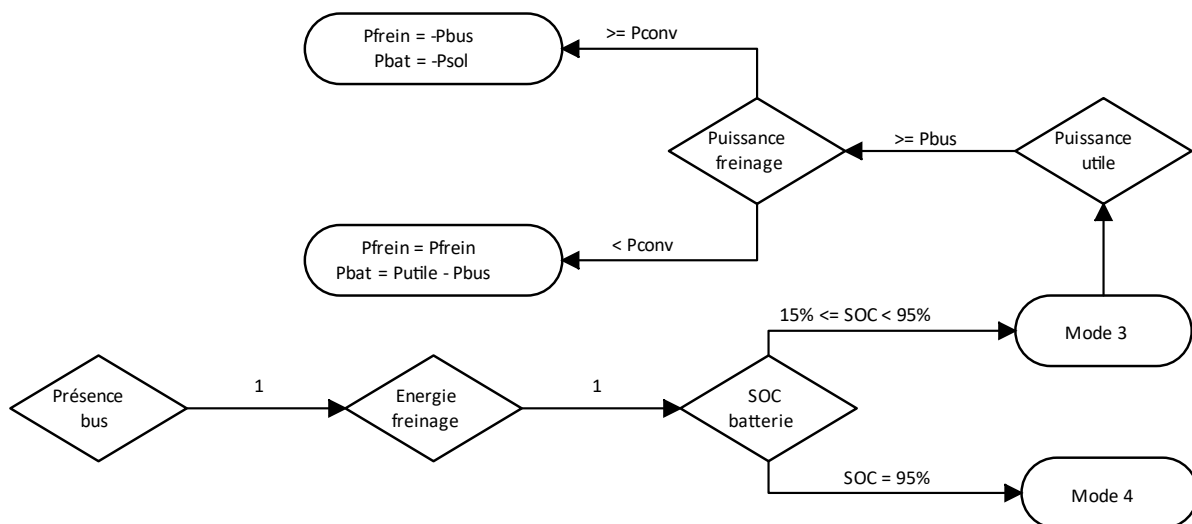 Pfrein = -Pbus
Pbat = -Psol
>= Pconv
Puissance
freinage
>= Pbus
Puissance
utile
Pfrein = Pfrein
Pbat = Putile - Pbus
< Pconv
15% <= SOC < 95%
Mode 3
Présence
bus
1
Energie
freinage
1
SOC
batterie
SOC = 95%
Mode 4